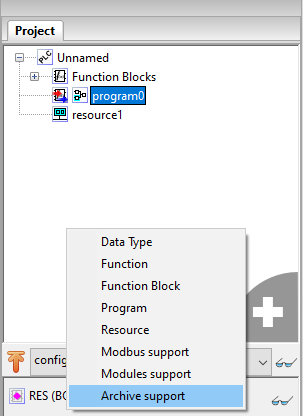 Project
Unnamed
Function Blocks
program0
resource1
Data Type
Function
Function Block
Program
Resource
Modbus support
Modules support
Archive support
config
RES (BC